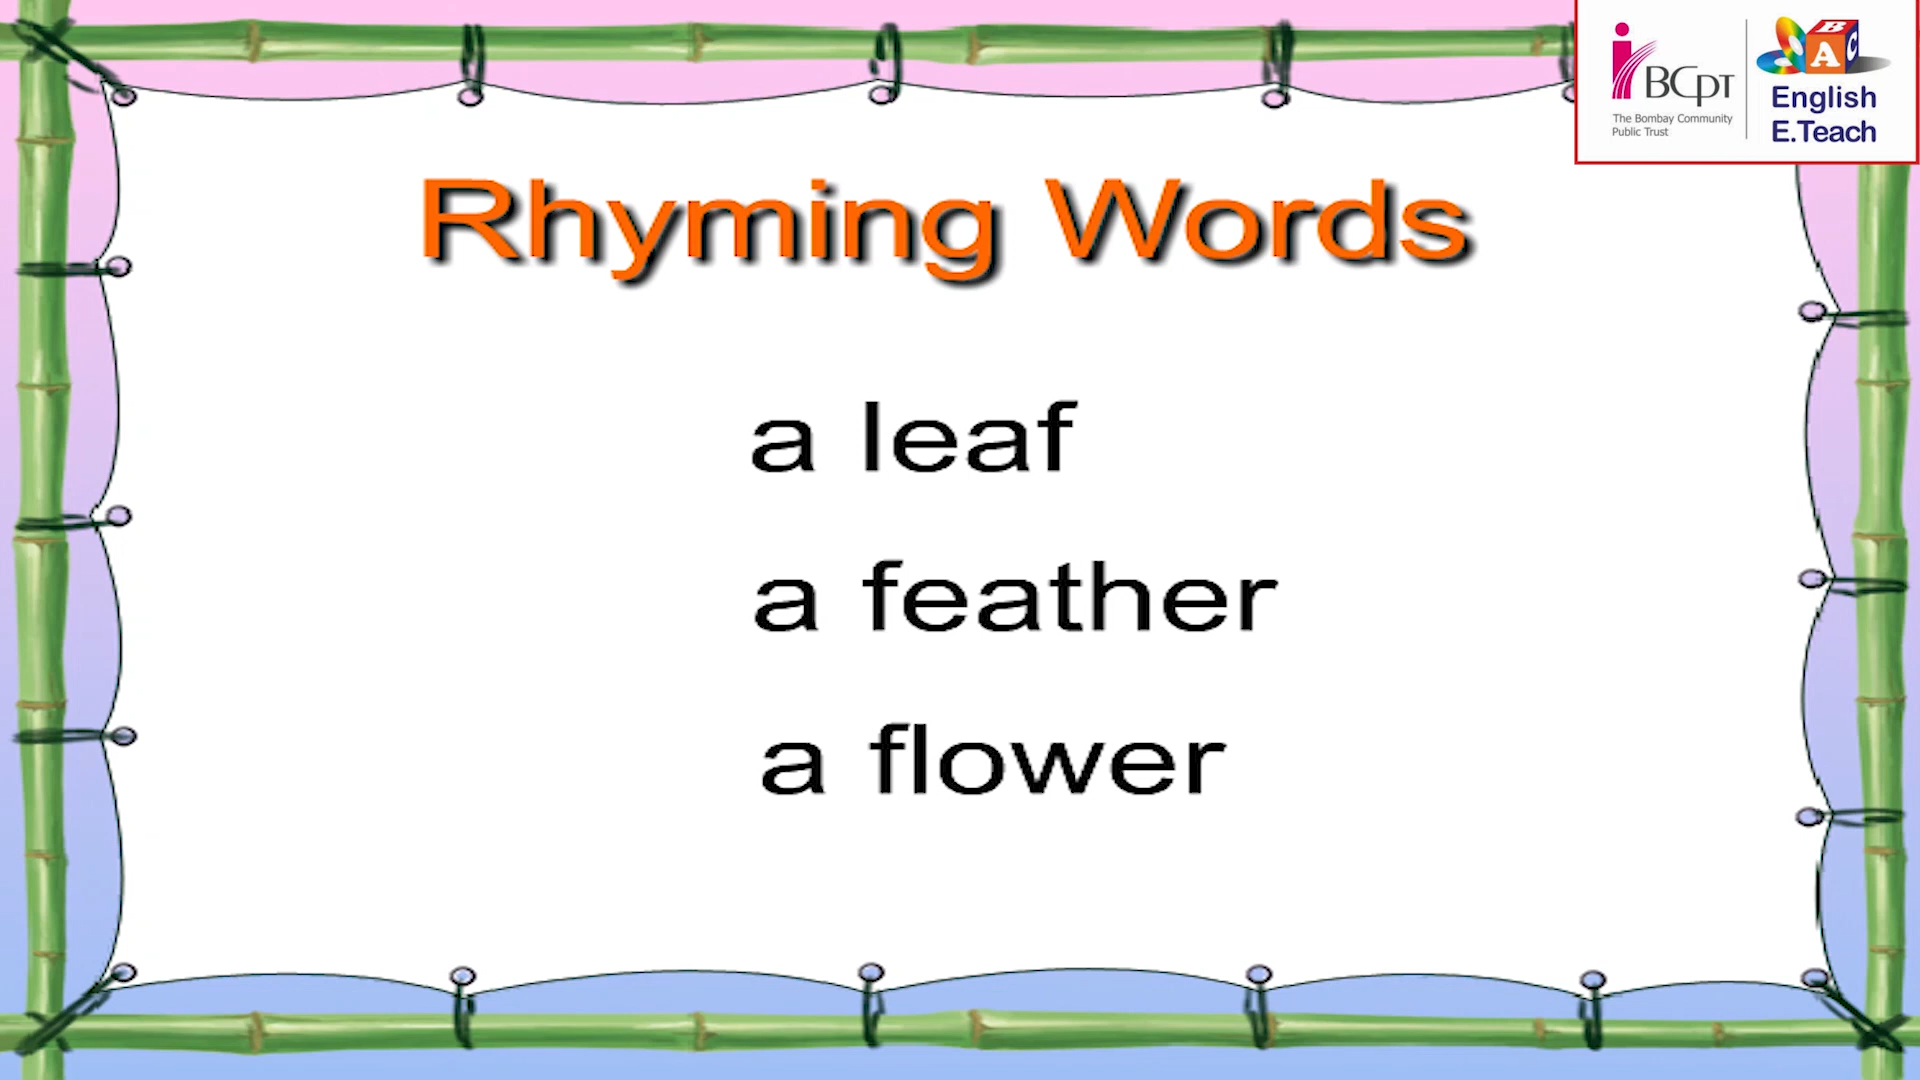 Rhyming Words
a leaf
a feather
a flower
BCpt
The Bombay Community
Public Trust
B
A C
English
E.Teach